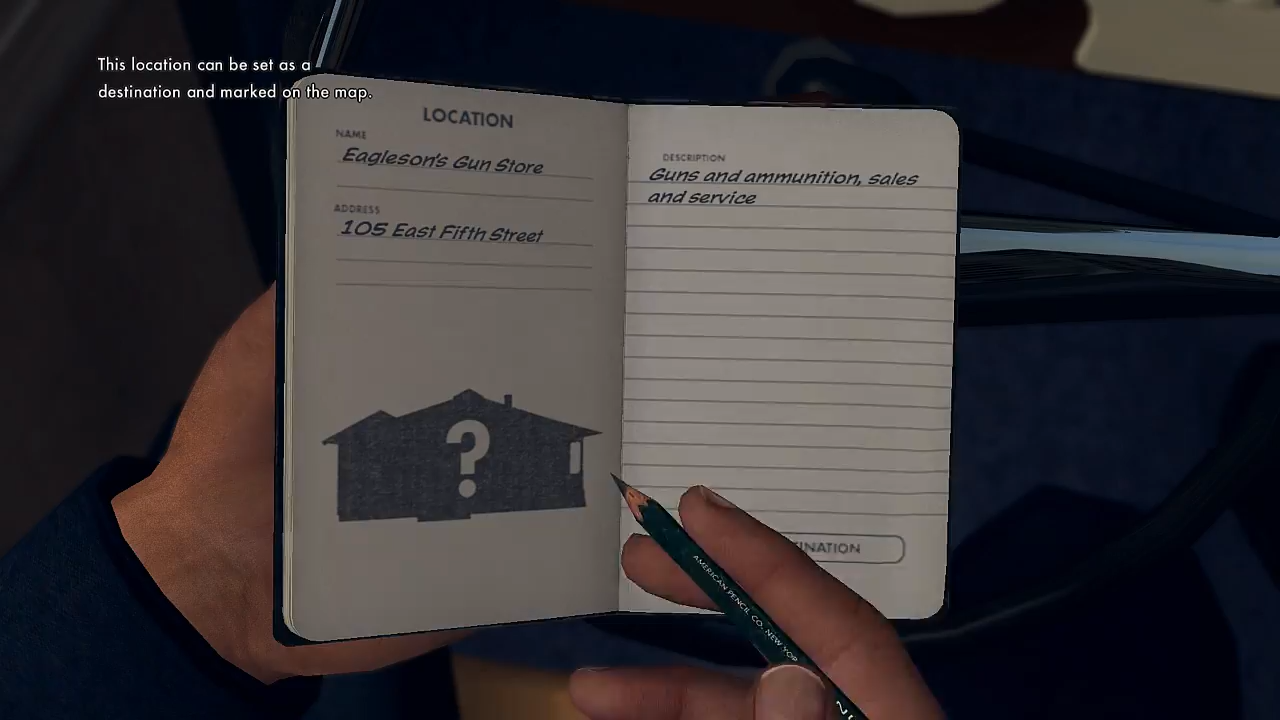 This location can be set as a
destination and marked on the map.
LOCATION
NAME
Eagleson's Gun Store
ADDRESS
105 East Fifth Street
?
DESCRIPTION
Guns and ammunition, sales
and service
AMERICAN PENCIL CO., NEW YOR